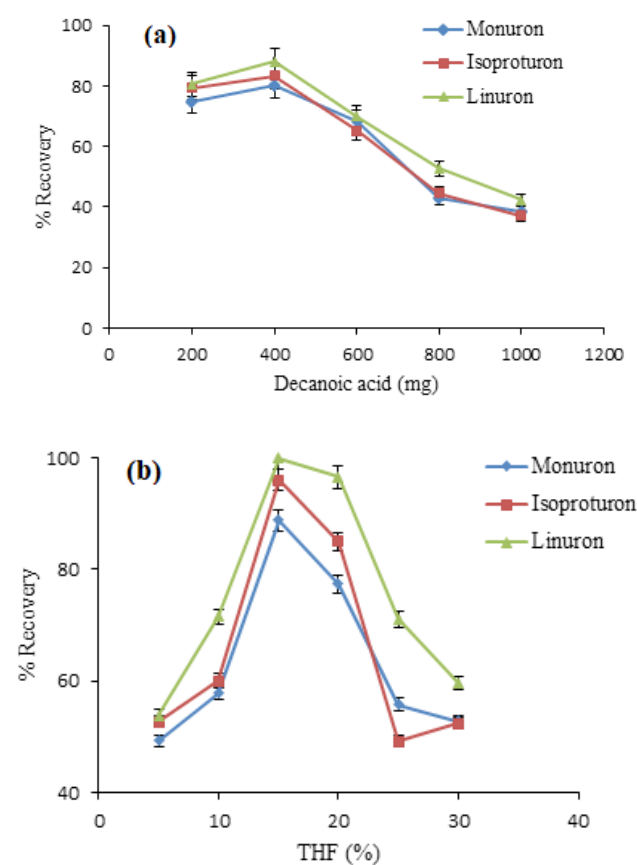 (a)
Monuron
Isoproturon
Linuron
% Recovery
100
80
60
40
20
0
0 200 400 600 800 1000 1200
Decanoic acid (mg)
(b)
Monuron
Isoproturon
Linuron
% Recovery
100
80
60
40
0 10 20 30 40
THF (%)